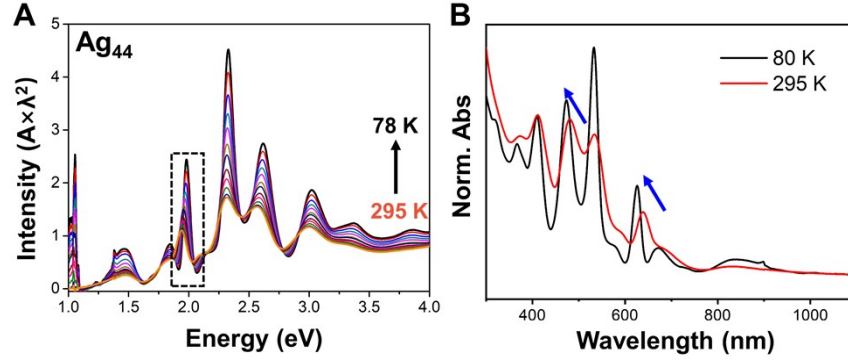 A
Ag44
Intensity (A×λ²)
5
4
3
2
1
0
78 K
295 K
1.0 1.5 2.0 2.5 3.0 3.5 4.0
Energy (eV)
B
80 K
295 K
Norm. Abs
400 600 800 1000
Wavelength (nm)